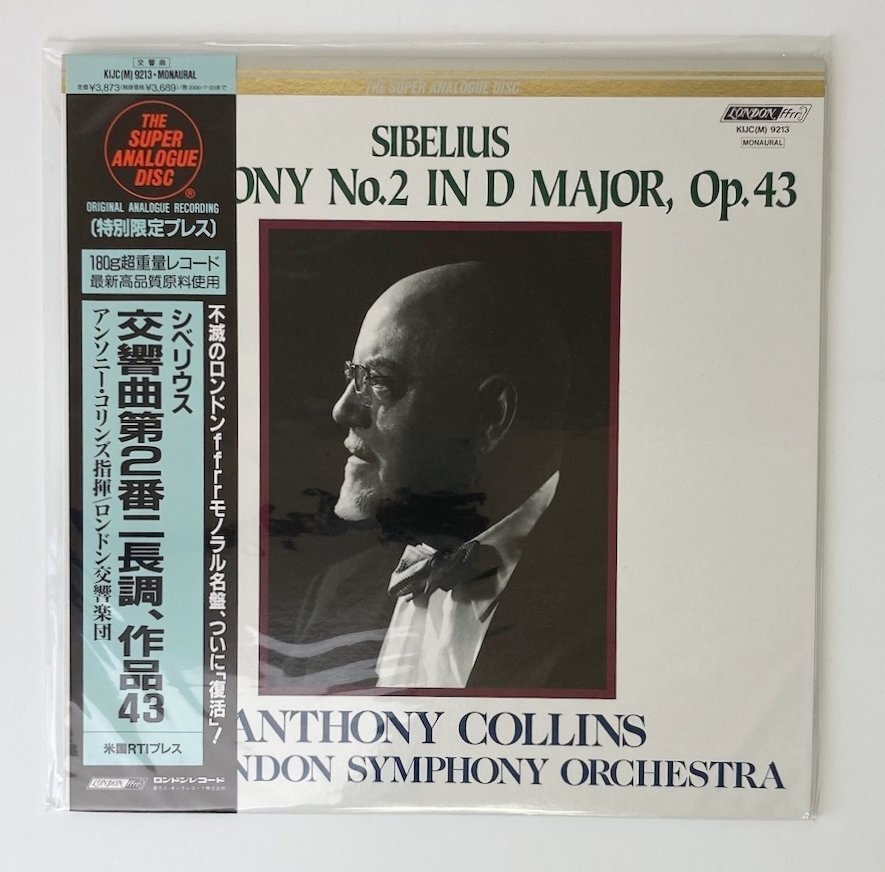 交響曲
KIJC(M) 9213・MONAURAL
THE
SUPER
ANALOGUE
DISC
®
ORIGINAL ANALOGUE RECORDING
(特別限定プレス)
180g超重量レコード
最新高品質原料使用
不滅のロンドンffrrモノラル名盤、ついに「復活」!
シベリウス
交響曲第2番ニ長調、作品43
アンソニー・コリンズ指揮/ロンドン交響楽団
米国RTIプレス
LONDON ffrr
ロンドンレコード
THE SUPER ANALOGUE DISC
LONDON ffrr
KIJC(M) 9213
MONAURAL
SIBELIUS
ONY No.2 IN D MAJOR, Op.43
ANTHONY COLLINS
NDON SYMPHONY ORCHESTRA